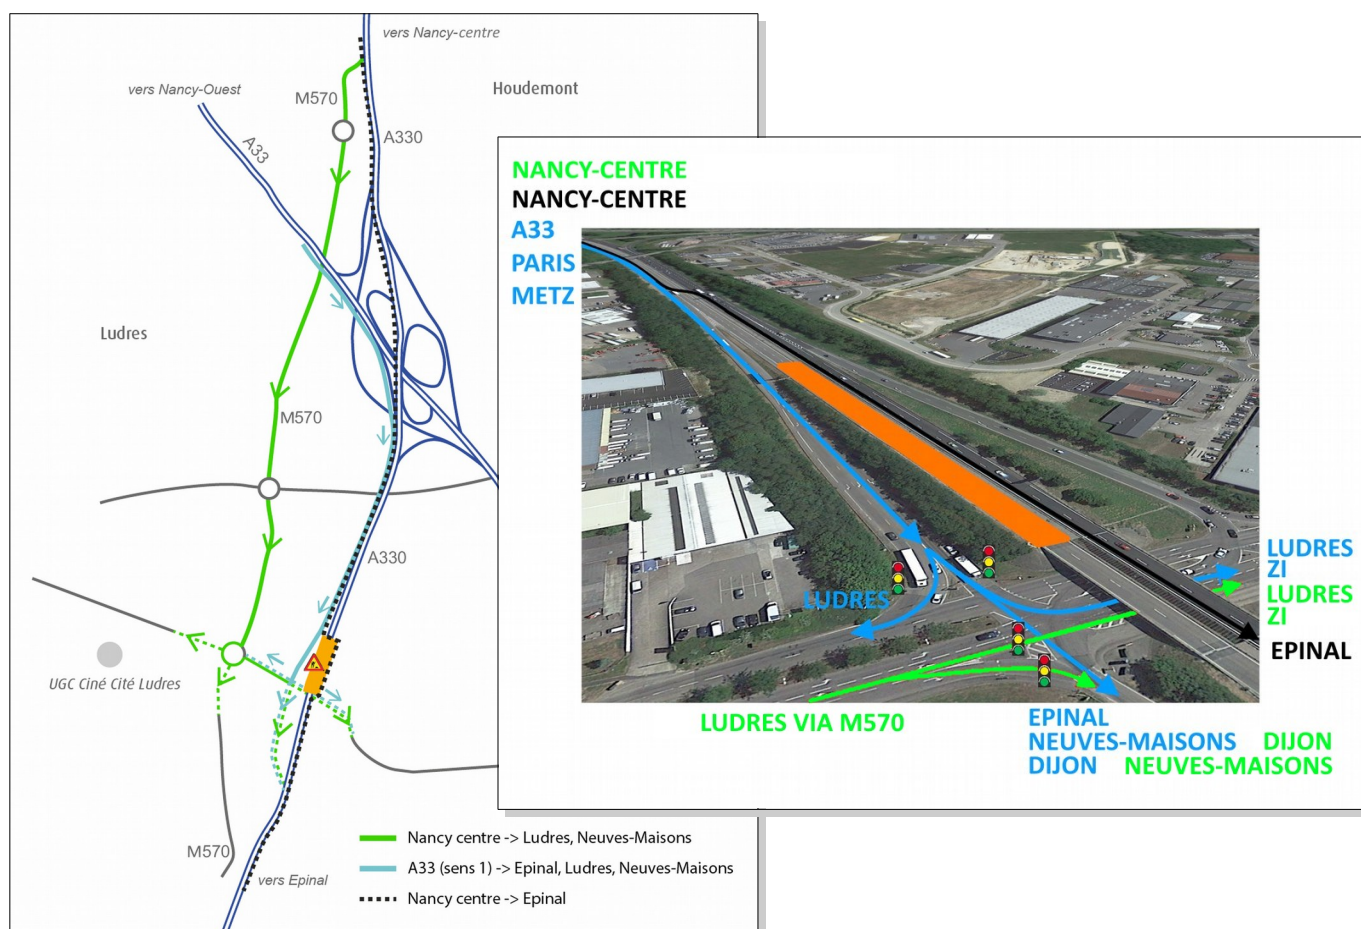 vers Nancy-centre
vers Nancy-Ouest
M570
Houdemont
A33
A330
Ludres
M570
A330
UGC Ciné Cité Ludres
M570
vers Epinal
Nancy centre -> Ludres, Neuves-Maisons
A33 (sens 1) -> Epinal, Ludres, Neuves-Maisons
Nancy centre -> Epinal
NANCY-CENTRE
NANCY-CENTRE
A33
PARIS
METZ
LUDRES
LUDRES
ZI
LUDRES
ZI
EPINAL
LUDRES VIA M570
EPINAL
NEUVES-MAISONS DIJON
DIJON NEUVES-MAISONS